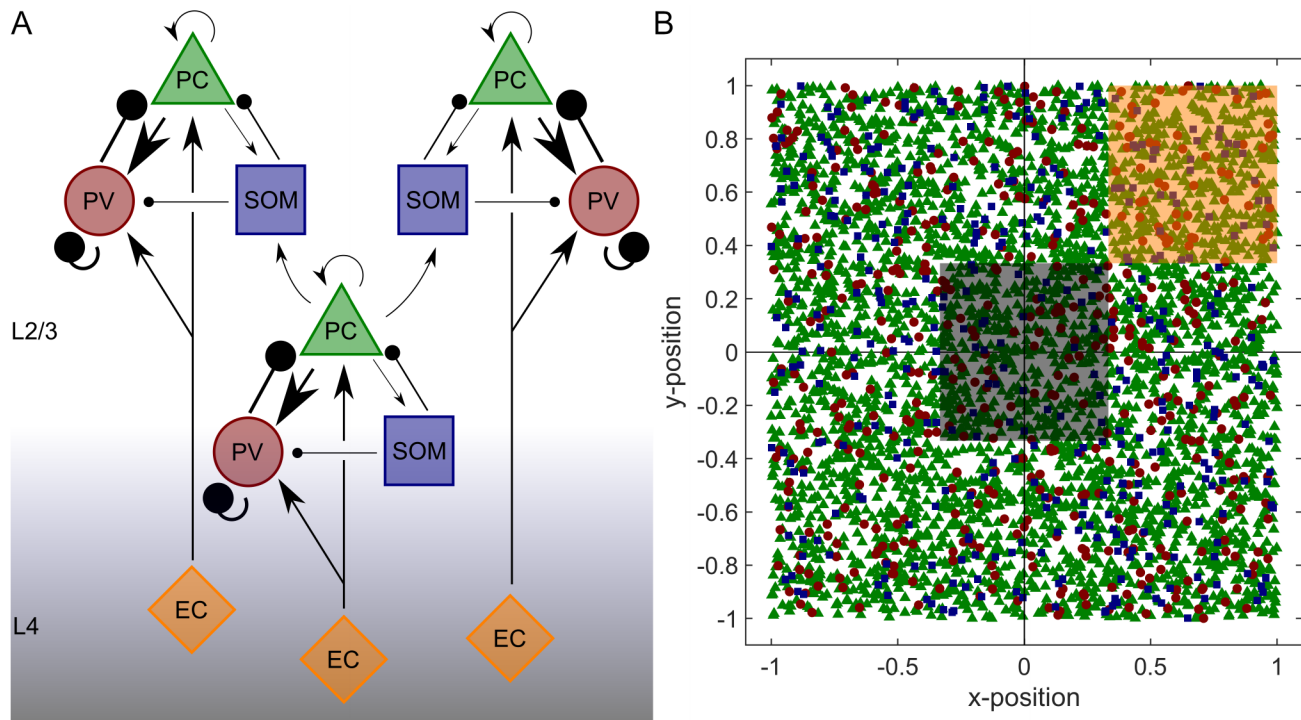 A
PC
PC
PV
SOM
SOM
PV
PC
L2/3
PV
SOM
EC
EC
EC
L4
B
1
0.8
0.6
0.4
0.2
0
-0.2
-0.4
-0.6
-0.8
-1
y-position
-1
-0.5
0
0.5
1
x-position